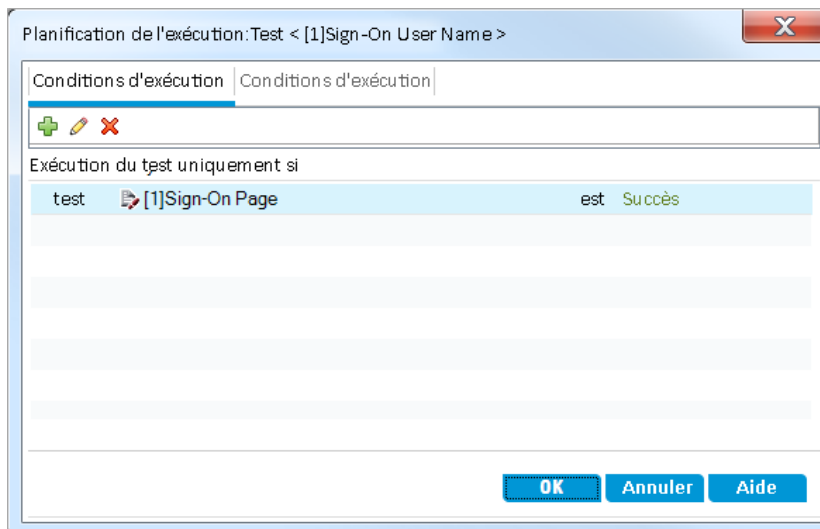 Planification de l'exécution:Test < [1]Sign-On User Name >
Conditions d'exécution Conditions d'exécution
Exécution du test uniquement si
test [1]Sign-On Page est Succès
OK Annuler Aide